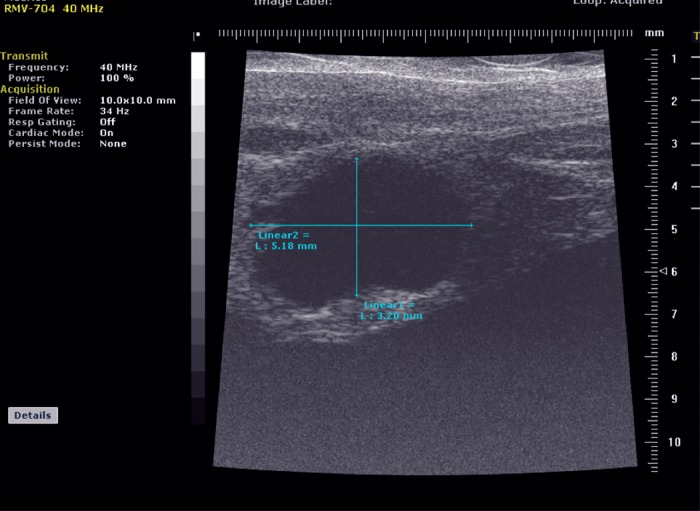 RMV-704 40 MHz
Image Label:
Loop: Acquired
Transmit
Frequency: 40 MHz
Power: 100 %
Acquisition
Field Of View: 10.0x10.0 mm
Frame Rate: 34 Hz
Resp Gating: Off
Cardiac Mode: On
Persist Mode: None
Details
Linear2 =
L: 5.18 mm
Linear1 =
L: 3.20 mm
mm
1
2
3
4
5
6
7
8
9
10
T